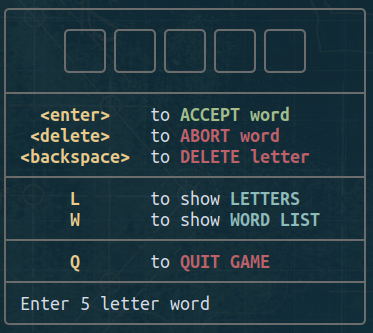 <enter> to ACCEPT word
<delete> to ABORT word
<backspace> to DELETE letter
L to show LETTERS
W to show WORD LIST
Q to QUIT GAME
Enter 5 letter word